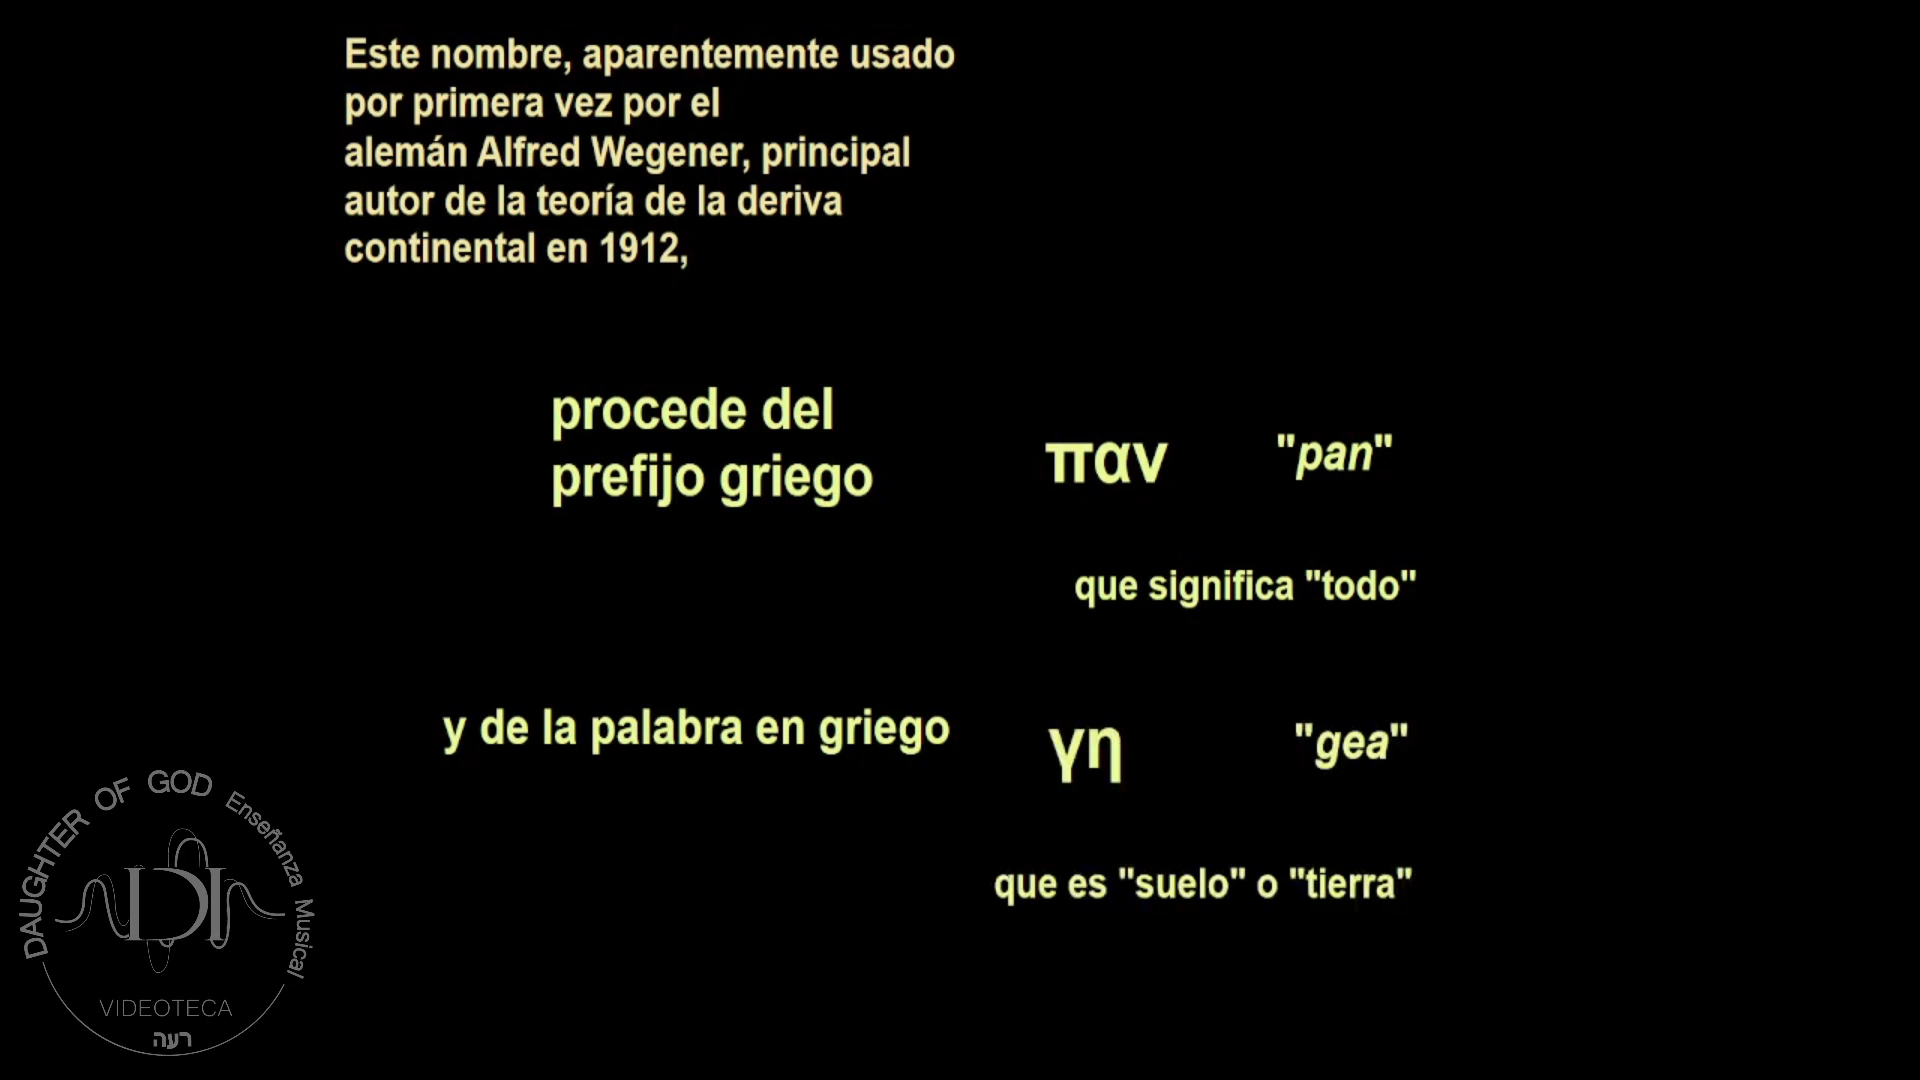 Este nombre, aparentemente usado
por primera vez por el
alemán Alfred Wegener, principal
autor de la teoría de la deriva
continental en 1912,
procede del
prefijo griego
παν "pan"
que significa "todo"
y de la palabra en griego γη "gea"
que es "suelo" o "tierra"
DAUGHTER OF GOD Enseñanza Musical
VIDEOTECA
רעה